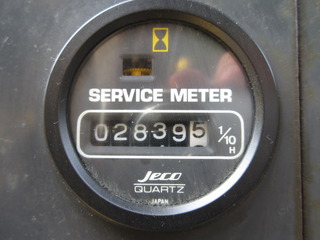 SERVICE METER
028395 1/10 H
Jeco
QUARTZ
JAPAN